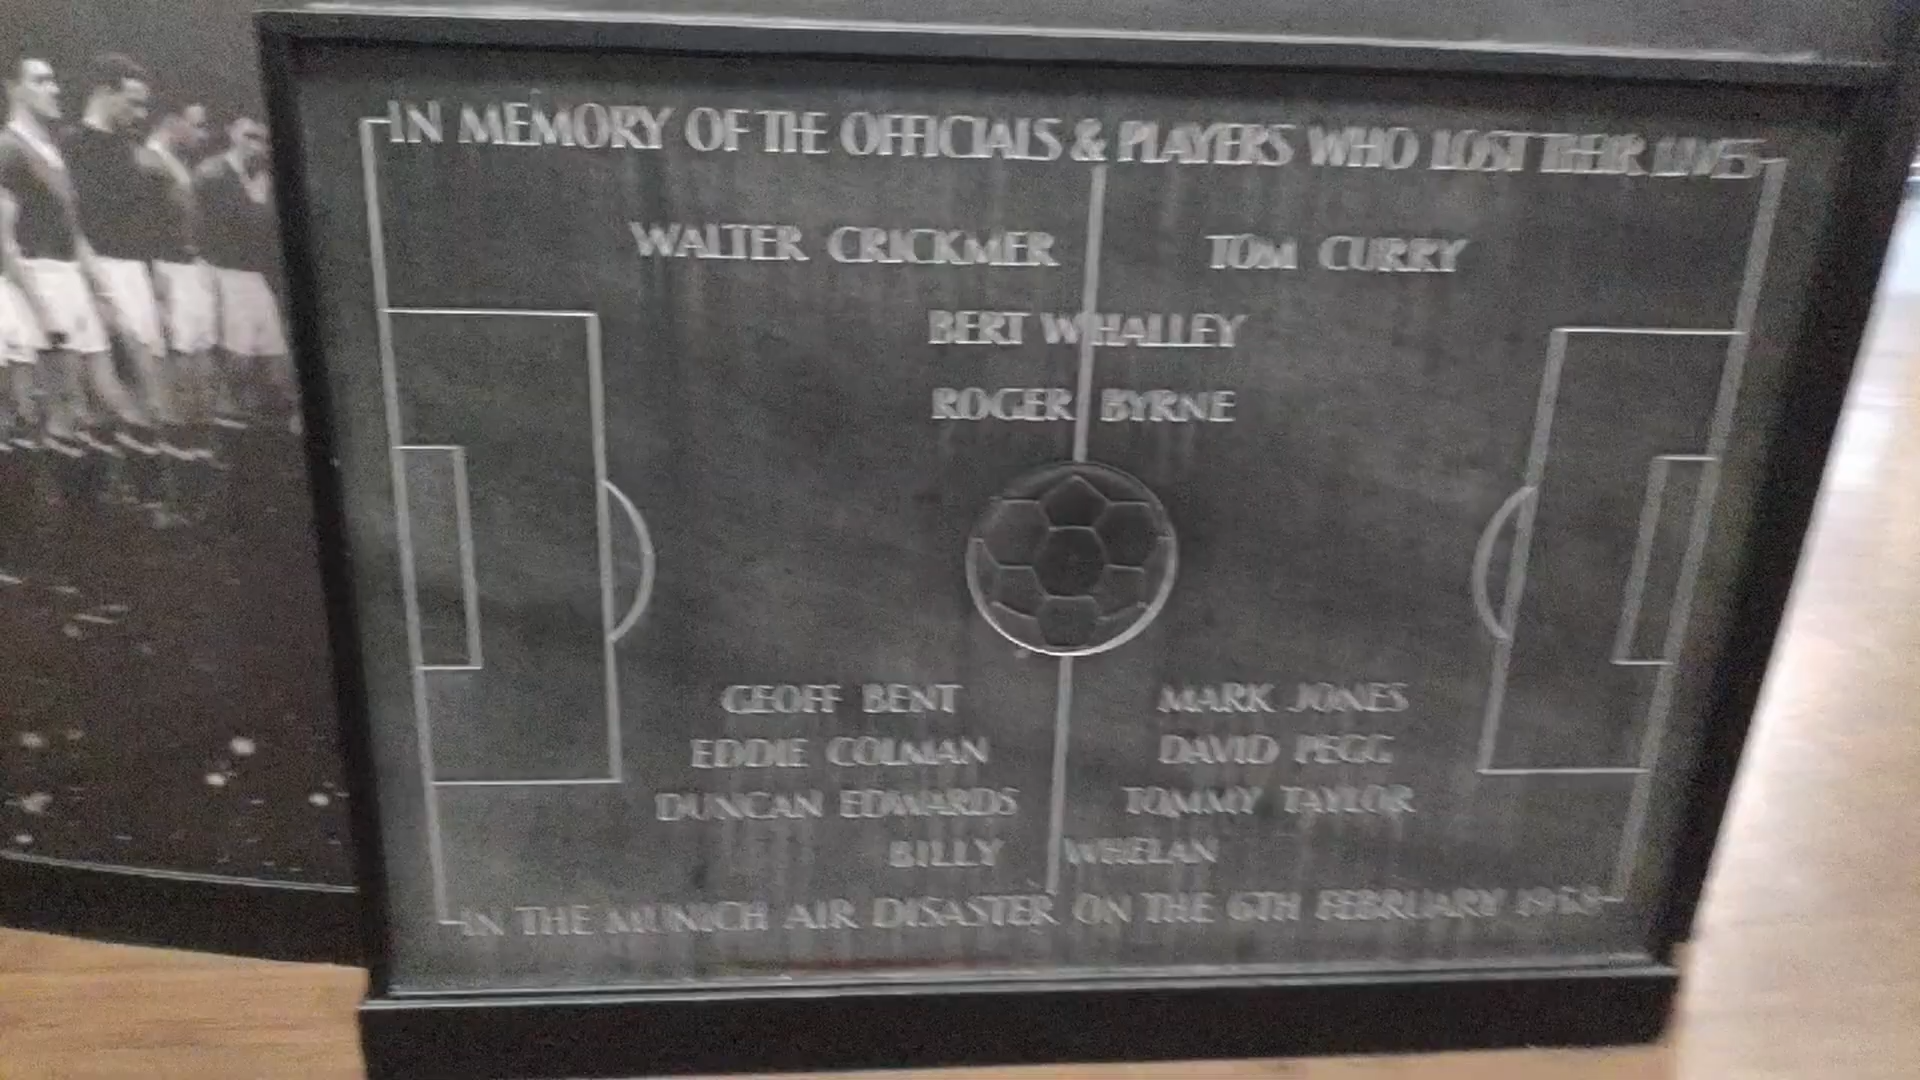 IN MEMORY OF THE OFFICIALS & PLAYERS WHO LOST THEIR LIVES
WALTER CRICKMER TOM CURRY
BERT WHALLEY
ROGER BYRNE
GEOFF BENT MARK JONES
EDDIE COLMAN DAVID PEGG
DUNCAN EDWARDS TOMMY TAYLOR
BILLY WHELAN
IN THE MUNICH AIR DISASTER ON THE 6TH FEBRUARY 1958